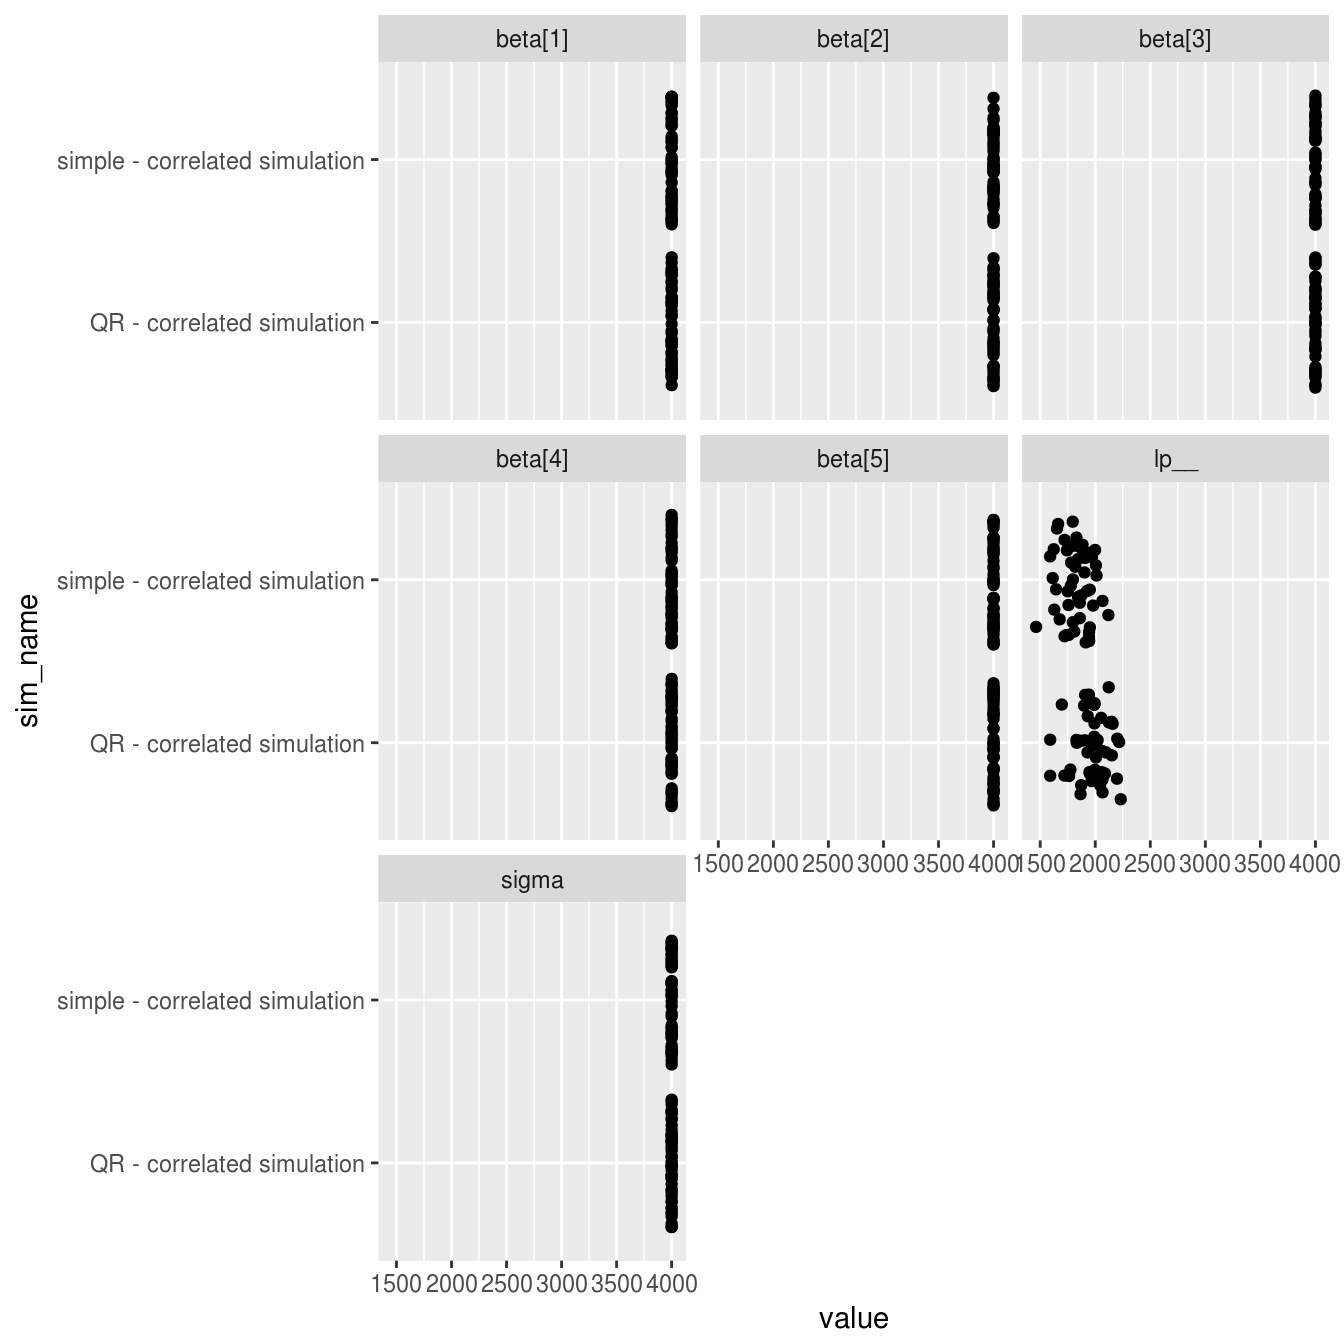 beta[1] beta[2] beta[3]
simple - correlated simulation
QR - correlated simulation
beta[4] beta[5] lp__
simple - correlated simulation
QR - correlated simulation
1500 2000 2500 3000 3500 4000 1500 2000 2500 3000 3500 4000
sigma
simple - correlated simulation
QR - correlated simulation
1500 2000 2500 3000 3500 4000
value
sim_name